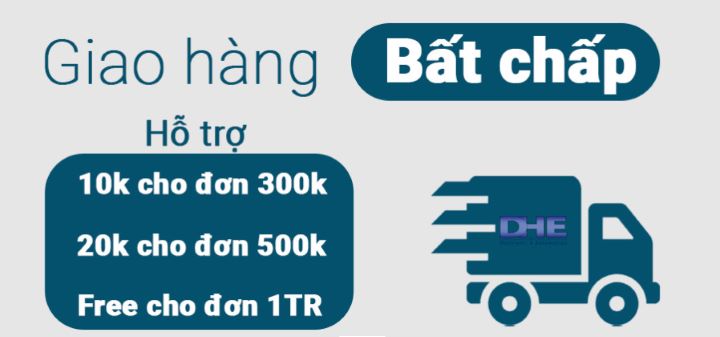 Giao hàng Bất chấp
Hỗ trợ
10k cho đơn 300k
20k cho đơn 500k
Free cho đơn 1TR
DHE